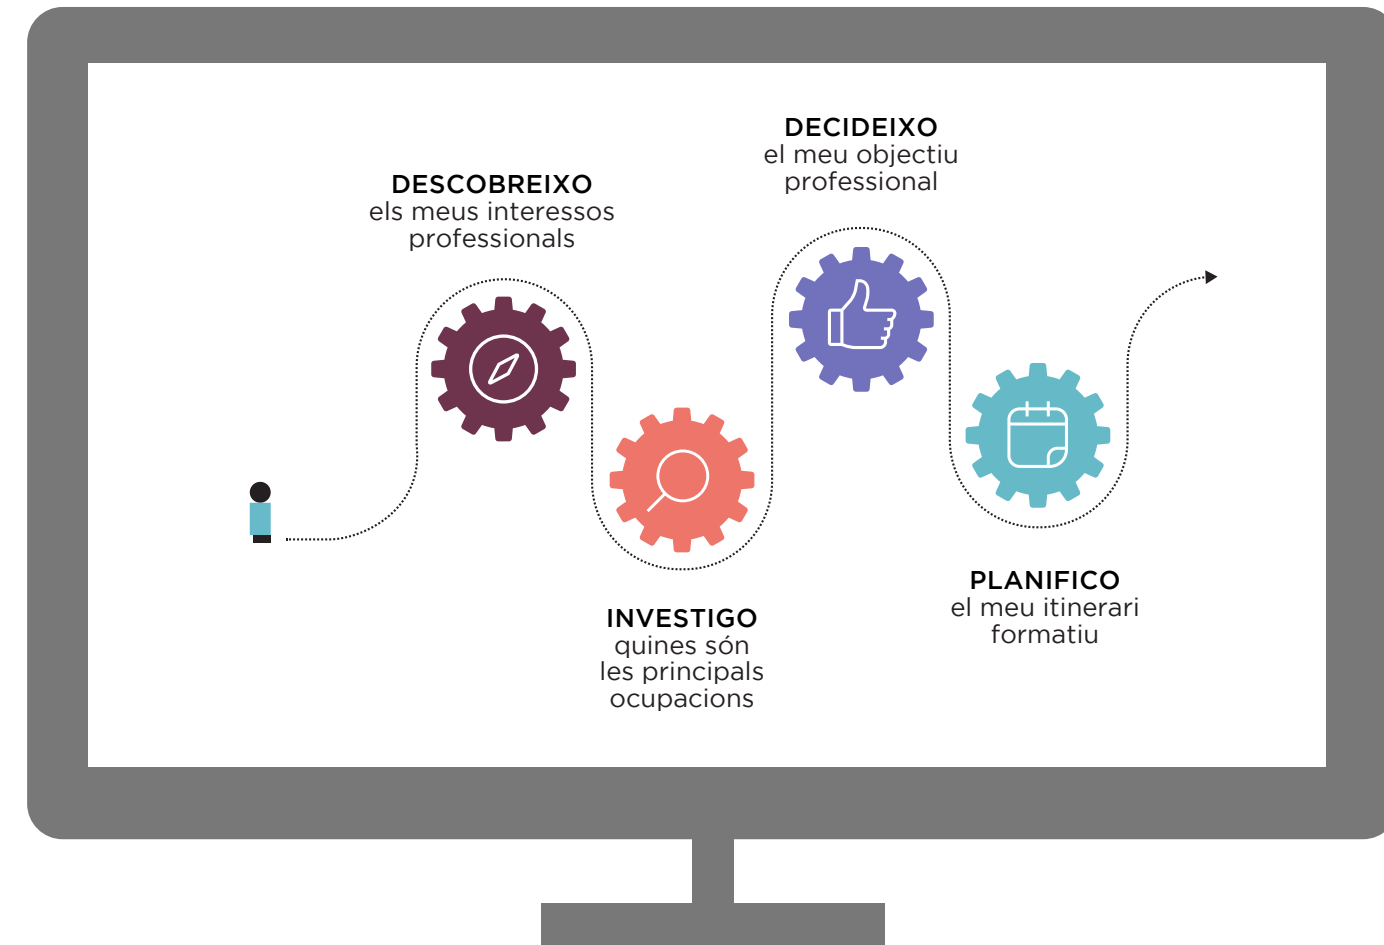 DESCOBREIXO
els meus interessos
professionals
INVESTIGO
quines són
les principals
ocupacions
DECIDEIXO
el meu objectiu
professional
PLANIFICO
el meu itinerari
formatiu